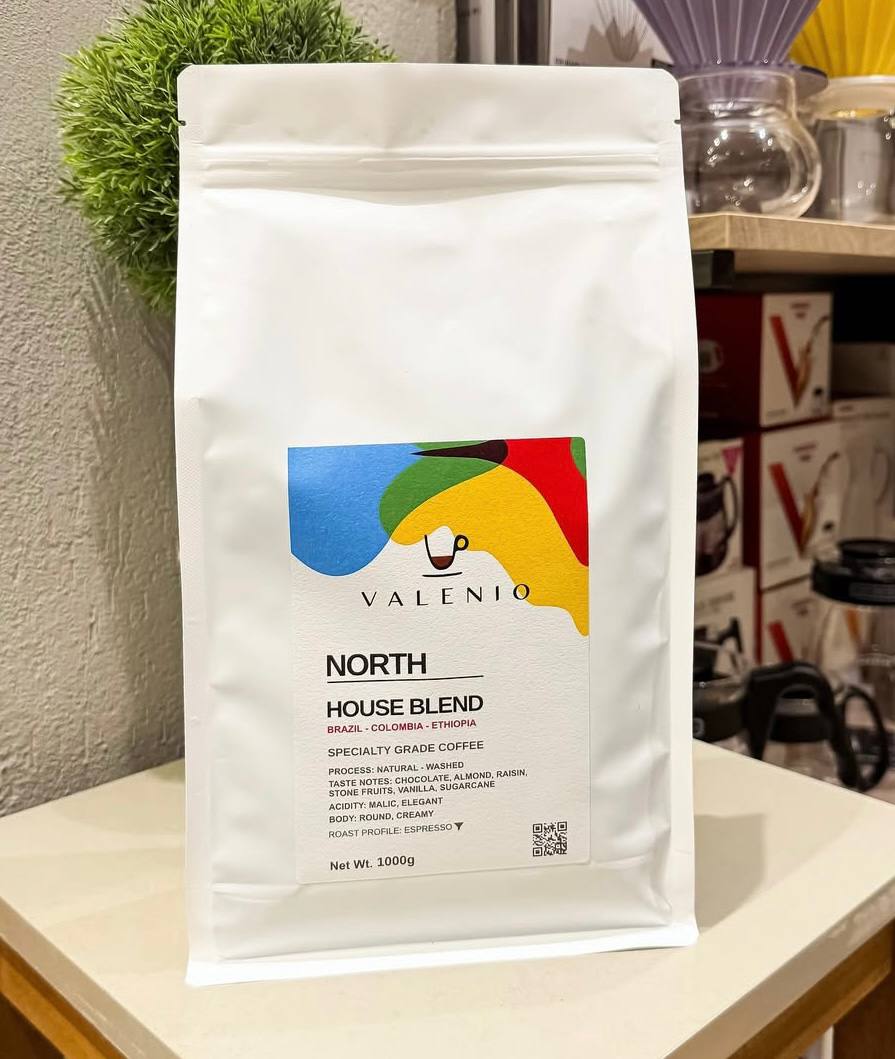 VALENIO
NORTH
HOUSE BLEND
BRAZIL - COLOMBIA - ETHIOPIA
SPECIALTY GRADE COFFEE
PROCESS: NATURAL - WASHED
TASTE NOTES: CHOCOLATE, ALMOND, RAISIN,
STONE FRUITS, VANILLA, SUGARCANE
ACIDITY: MALIC, ELEGANT
BODY: ROUND, CREAMY
ROAST PROFILE: ESPRESSO
Net Wt. 1000g